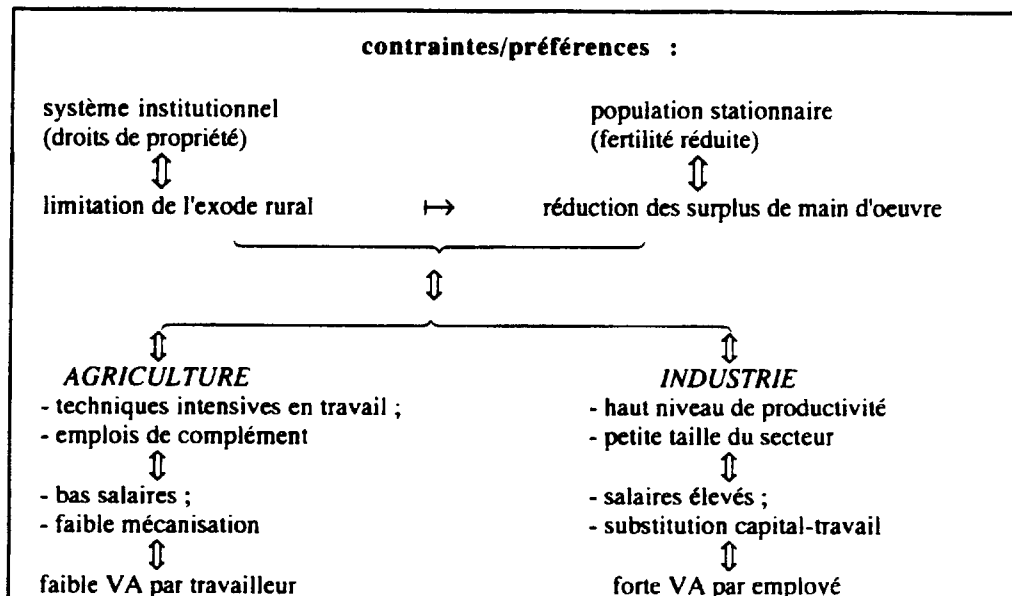 contraintes/préférences :
système institutionnel
(droits de propriété)
population stationnaire
(fertilité réduite)
limitation de l'exode rural
réduction des surplus de main d'oeuvre
AGRICULTURE
- techniques intensives en travail ;
- emplois de complément
- bas salaires ;
- faible mécanisation
faible VA par travailleur
INDUSTRIE
- haut niveau de productivité
- petite taille du secteur
- salaires élevés ;
- substitution capital-travail
forte VA par employé